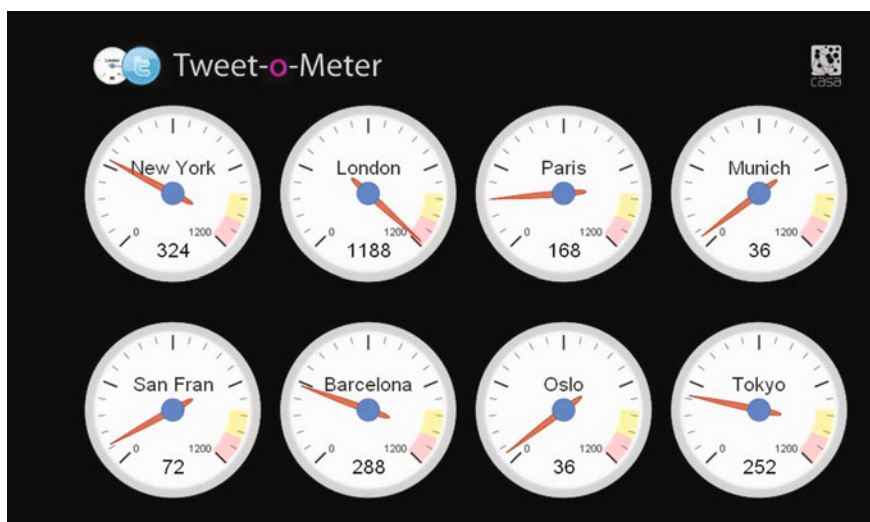 Tweet-o-Meter
casa
New York
0 1200
324
London
0 1200
1188
Paris
0 1200
168
Munich
0 1200
36
San Fran
0 1200
72
Barcelona
0 1200
288
Oslo
0 1200
36
Tokyo
0 1200
252